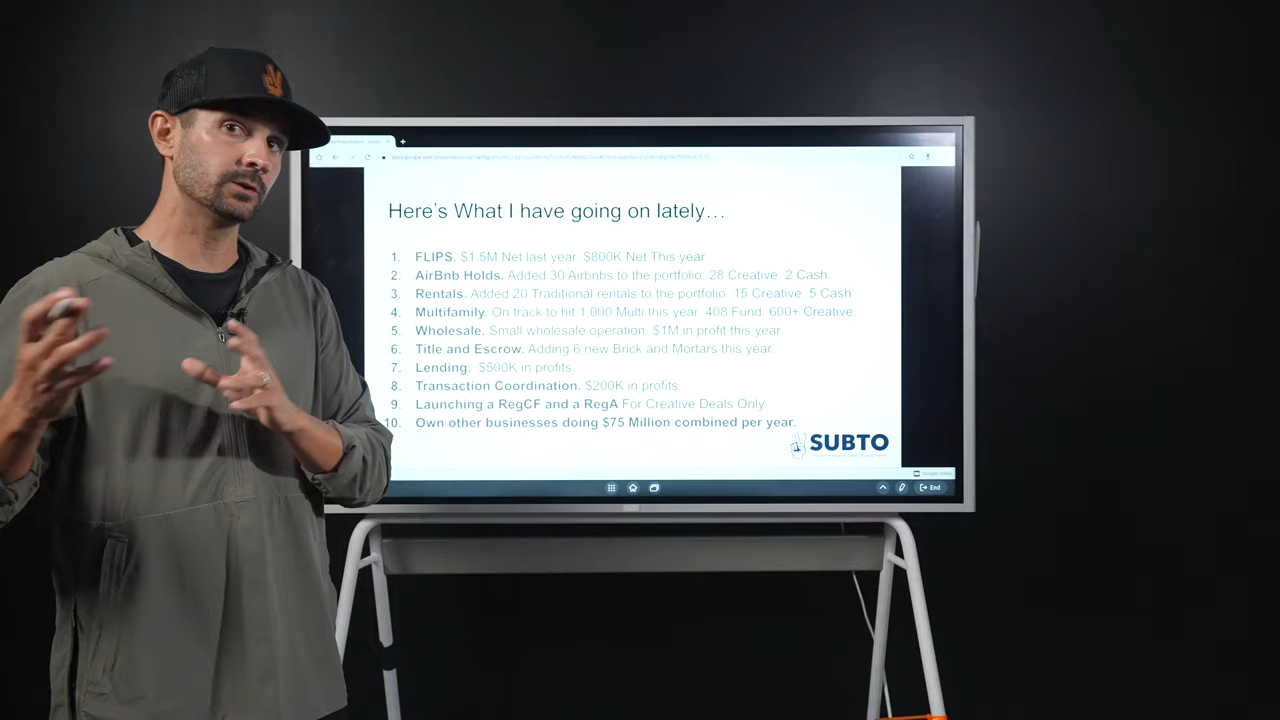 Here's What I have going on lately…
1. FLIPS. $1.5M Net last year. $800K Net This year.
2. AirBnb Holds. Added 30 Airbnbs to the portfolio. 28 Creative. 2 Cash.
3. Rentals. Added 20 Traditional rentals to the portfolio. 15 Creative. 5 Cash
4. Multifamily. On track to hit 1,000 Multi this year. 408 Fund. 600+ Creative.
5. Wholesale. Small wholesale operation. $1M in profit this year.
6. Title and Escrow. Adding 6 new Brick and Mortars this year.
7. Lending. $500K in profits.
8. Transaction Coordination. $200K in profits.
9. Launching a RegCF and a RegA For Creative Deals Only
10. Own other businesses doing $75 Million combined per year.
SUBTO
End